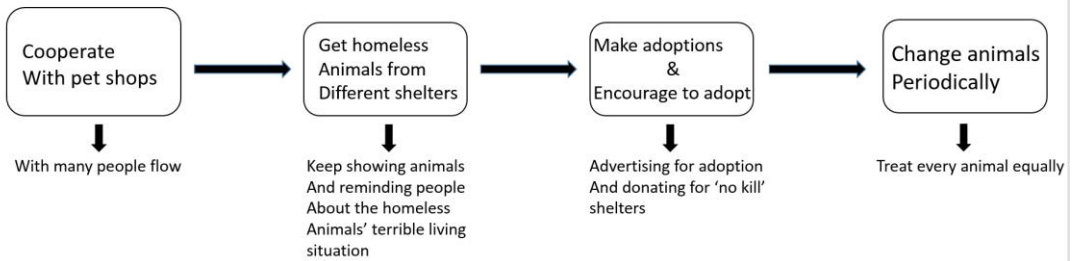 Cooperate
With pet shops
Get homeless
Animals from
Different shelters
Make adoptions
&
Encourage to adopt
Change animals
Periodically
With many people flow
Keep showing animals
And reminding people
About the homeless
Animals’ terrible living
situation
Advertising for adoption
And donating for ‘no kill’
shelters
Treat every animal equally